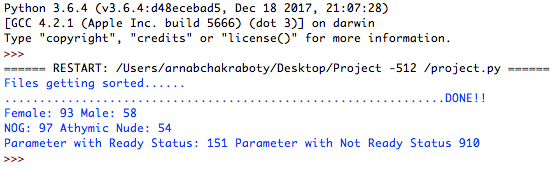 Python 3.6.4 (v3.6.4:d48ecebad5, Dec 18 2017, 21:07:28)
[GCC 4.2.1 (Apple Inc. build 5666) (dot 3)] on darwin
Type "copyright", "credits" or "license()" for more information.
>>>
====== RESTART: /Users/arnabchakraboty/Desktop/Project -512 /project.py ======
Files getting sorted......
...............................................................DONE!!
Female: 93 Male: 58
NOG: 97 Athymic Nude: 54
Parameter with Ready Status: 151 Parameter with Not Ready Status 910
>>>